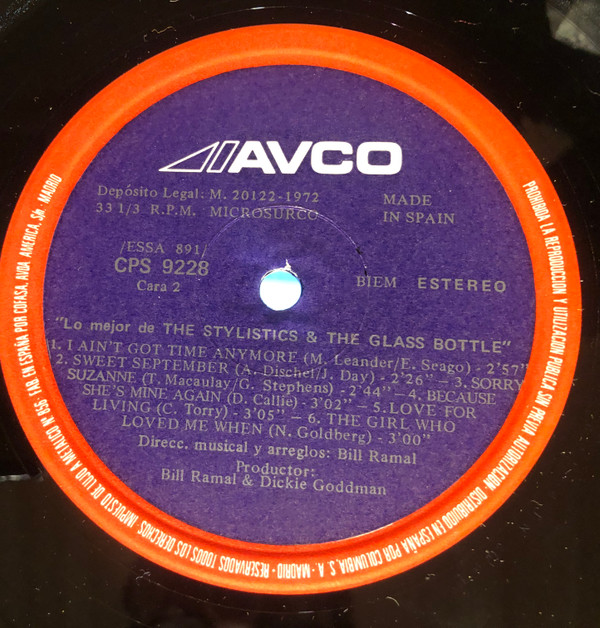 AVCO
Depósito Legal: M. 20122-1972
33 1/3 R.P.M. MICROSURCO
MADE
IN SPAIN
/ESSA 891/
CPS 9228
Cara 2
BIEM ESTEREO
"Lo mejor de THE STYLISTICS & THE GLASS BOTTLE"
1. I AIN'T GOT TIME ANYMORE (M. Leander/E. Seago) - 2'57"
2. SWEET SEPTEMBER (A. Dischel/J. Day) - 2'26" - 3. SORRY
SUZANNE (T. Macaulay/G. Stephens) - 2'44" - 4. BECAUSE
SHE'S MINE AGAIN (D. Callie) - 3'02" - 5. LOVE FOR
LIVING (C. Torry) - 3'05" - 6. THE GIRL WHO
LOVED ME WHEN (N. Goldberg) - 3'00"
Direcc. musical y arreglos: Bill Ramal
Productor:
Bill Ramal & Dickie Goddman
PROHIBIDA LA REPRODUCCION Y UTILIZACION PUBLICA SIN PREVIA AUTORIZACION · DISTRIBUIDO EN ESPAÑA POR COLUMBIA, S. A. - MADRID · RESERVADOS TODOS LOS DERECHOS. IMPUESTO DE LUJO A METALICO N.º 656. FAB. EN ESPAÑA POR COFASA, AVDA. AMERICA, S/n - MADRID